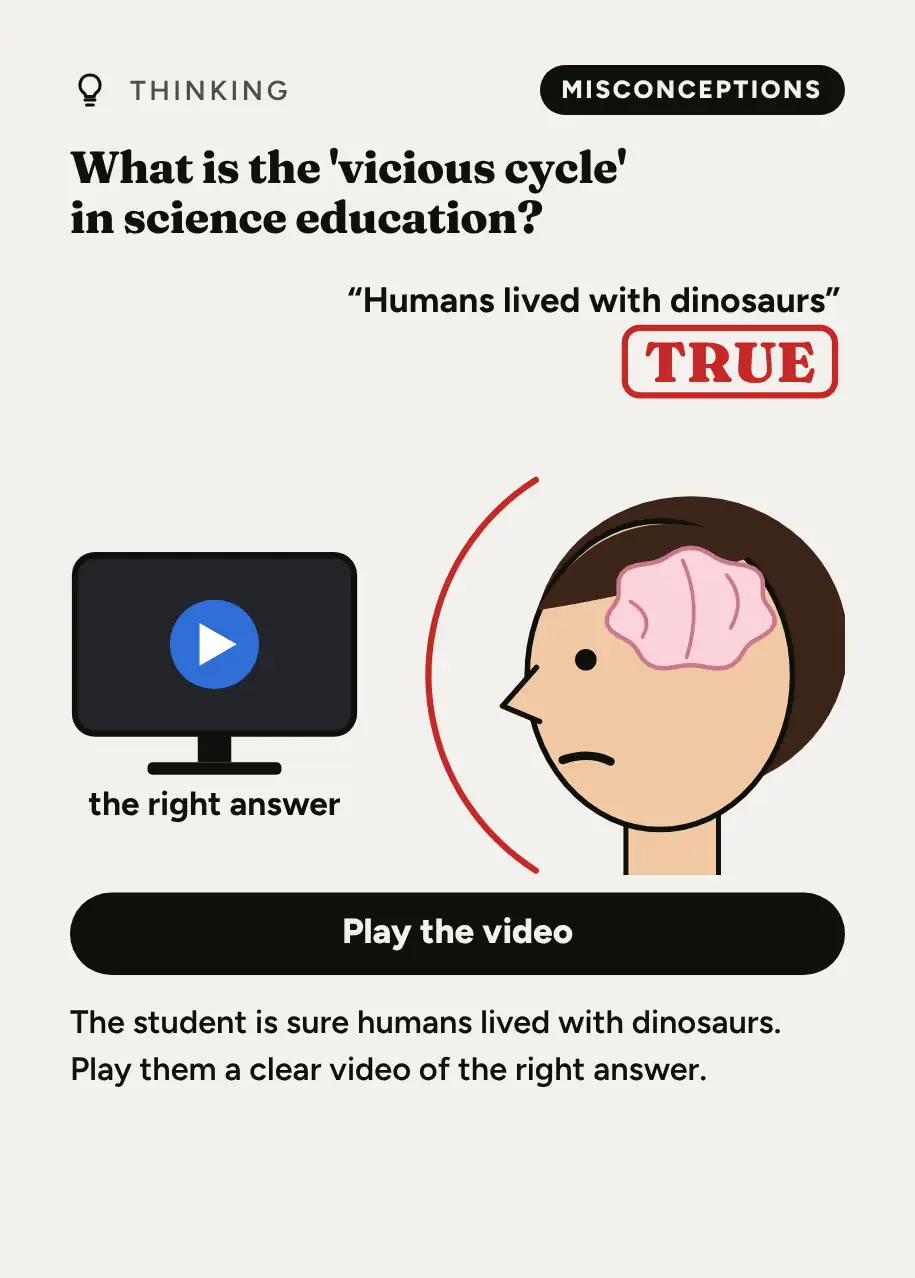 THINKING
MISCONCEPTIONS
What is the 'vicious cycle'
in science education?
“Humans lived with dinosaurs”
TRUE
the right answer
Play the video
The student is sure humans lived with dinosaurs.
Play them a clear video of the right answer.